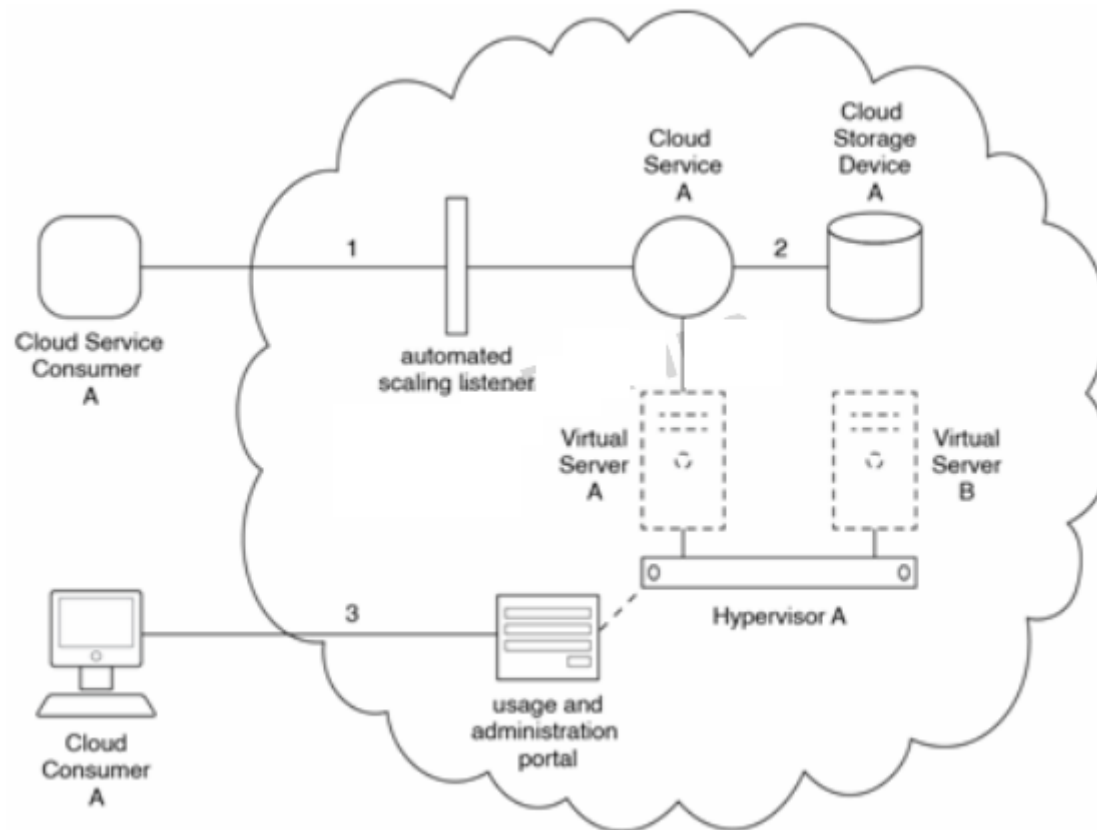 Cloud
Service
A
Cloud
Storage
Device
A
1
2
Cloud Service
Consumer
A
automated
scaling listener
Virtual
Server
A
Virtual
Server
B
Hypervisor A
3
usage and
administration
portal
Cloud
Consumer
A